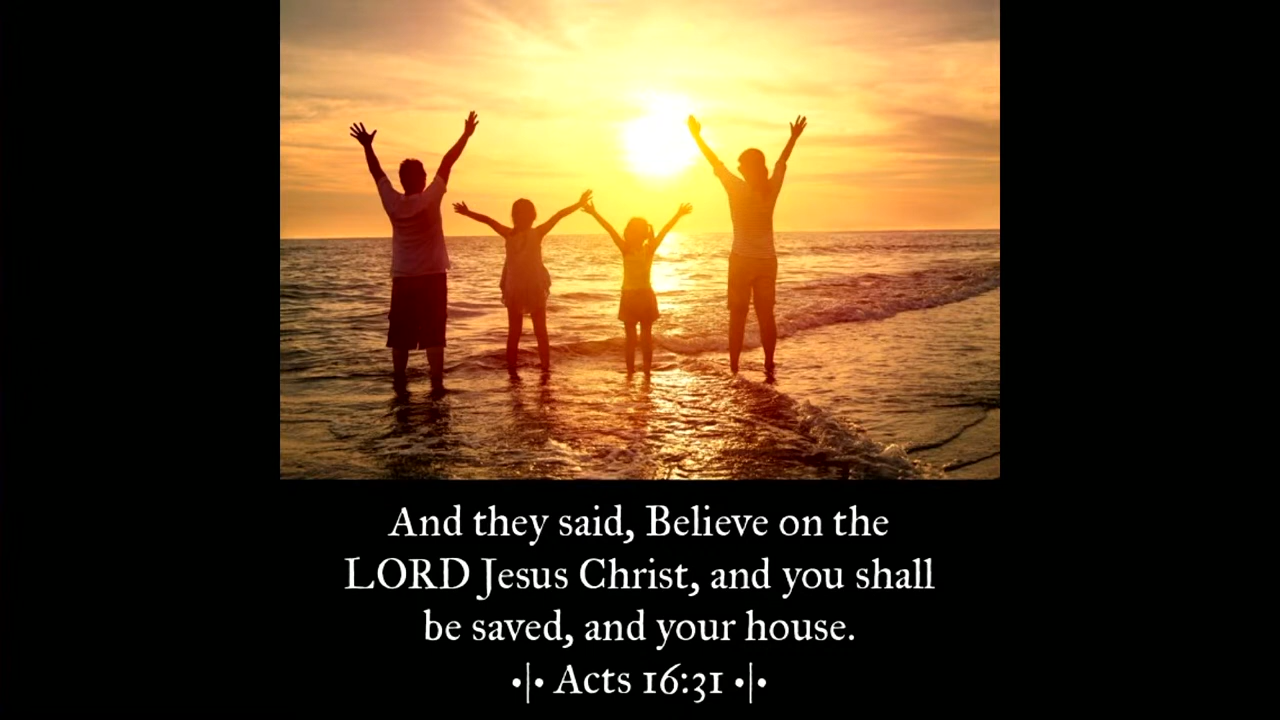 And they said, Believe on the
LORD Jesus Christ, and you shall
be saved, and your house.
•|• Acts 16:31 •|•